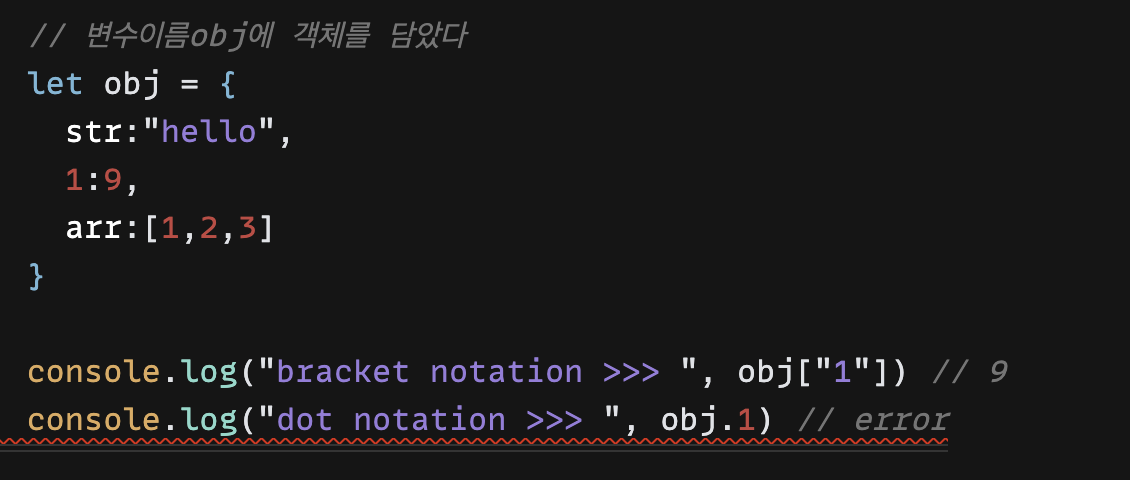 // 변수이름obj에 객체를 담았다
let obj = {
  str:"hello",
  1:9,
  arr:[1,2,3]
}
console.log("bracket notation >>> ", obj["1"]) // 9
console.log("dot notation >>> ", obj.1) // error